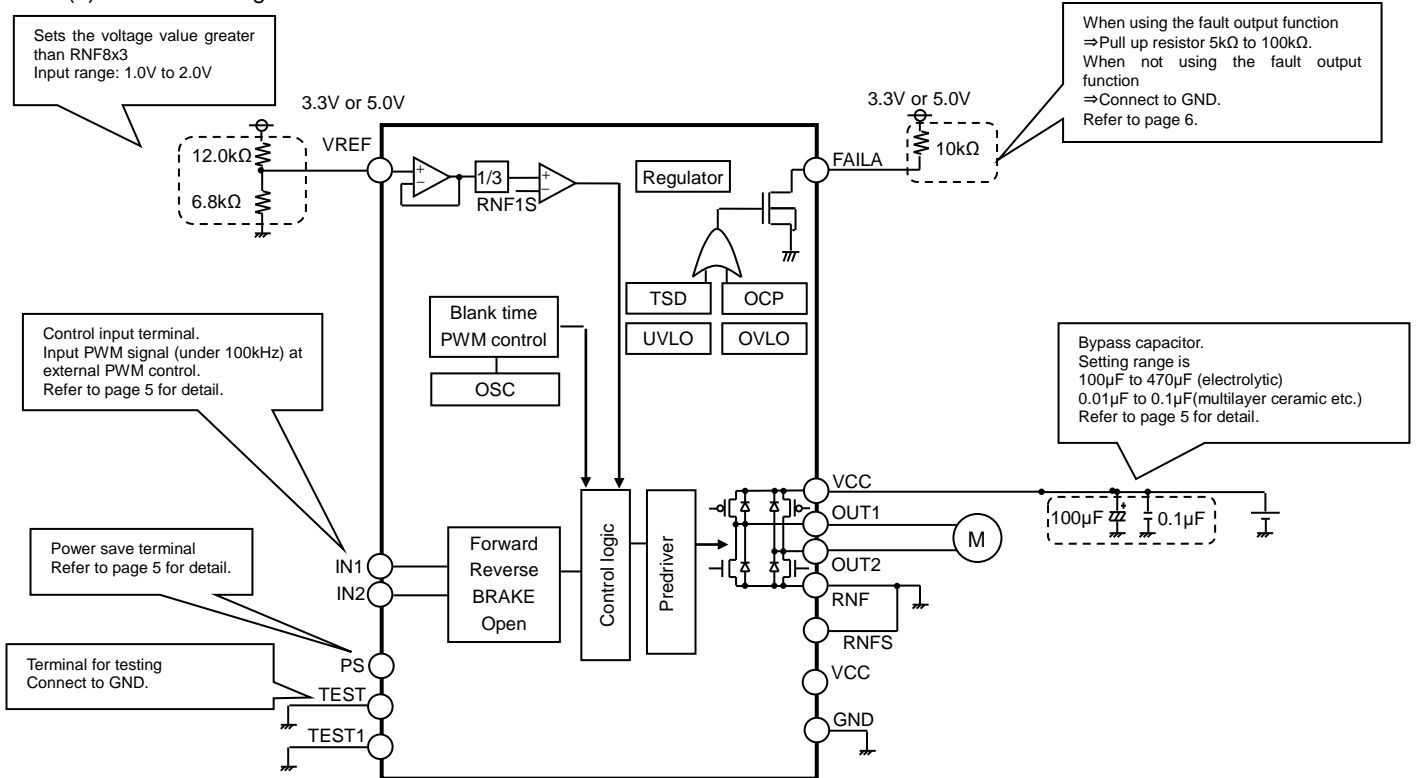 Sets the voltage value greater
than RNF8x3
Input range: 1.0V to 2.0V
When using the fault output function
⇒Pull up resistor 5kΩ to 100kΩ.
When not using the fault output
function
⇒Connect to GND.
Refer to page 6.
3.3V or 5.0V
3.3V or 5.0V
12.0kΩ
VREF
6.8kΩ
10kΩ
FAILA
+
−
1/3
+
−
RNF1S
Regulator
TSD
OCP
UVLO
OVLO
Blank time
PWM control
OSC
Control input terminal.
Input PWM signal (under 100kHz) at
external PWM control.
Refer to page 5 for detail.
Bypass capacitor.
Setting range is
100µF to 470µF (electrolytic)
0.01µF to 0.1µF(multilayer ceramic etc.)
Refer to page 5 for detail.
Power save terminal
Refer to page 5 for detail.
Terminal for testing
Connect to GND.
IN1
IN2
PS
TEST
TEST1
Forward
Reverse
BRAKE
Open
Control logic
Predriver
VCC
OUT1
OUT2
RNF
RNFS
VCC
GND
M
100µF
+
0.1µF